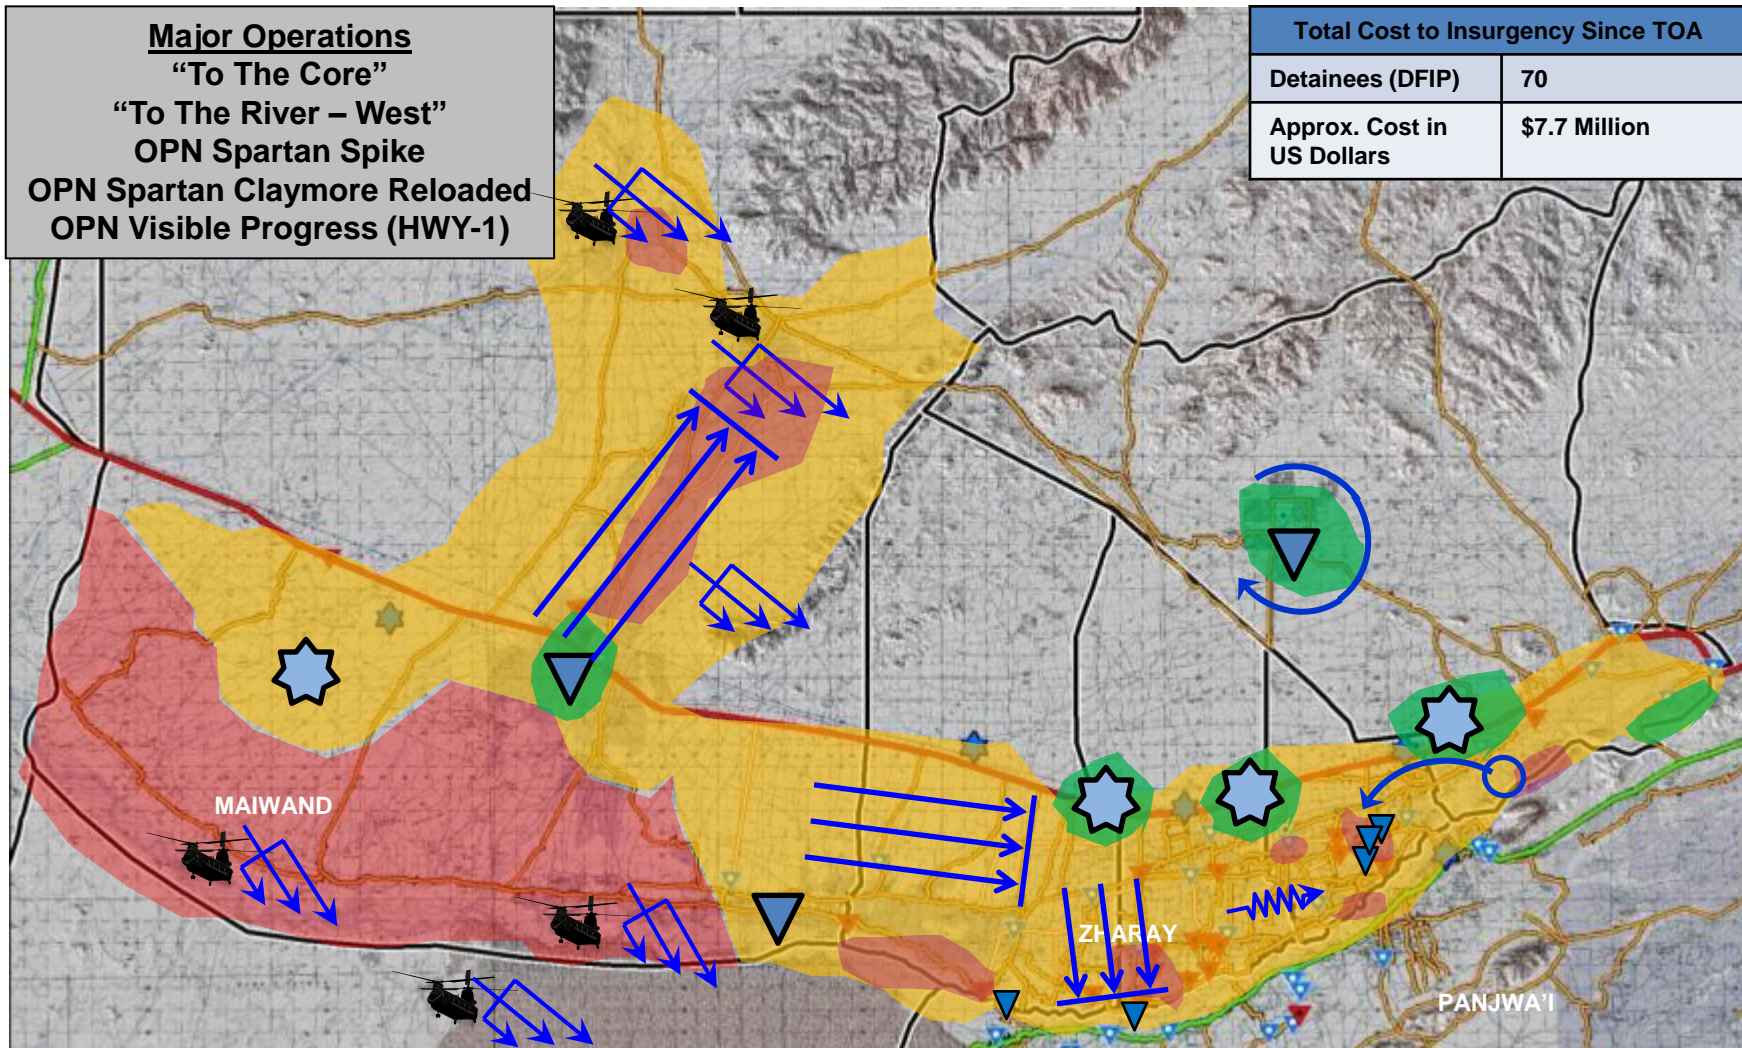 Major Operations
“To The Core”
“To The River – West”
OPN Spartan Spike
OPN Spartan Claymore Reloaded
OPN Visible Progress (HWY-1)
Total Cost to Insurgency Since TOA
Detainees (DFIP) 70
Approx. Cost in $7.7 Million
US Dollars
MAIWAND
ZHARAY
PANJWA’I